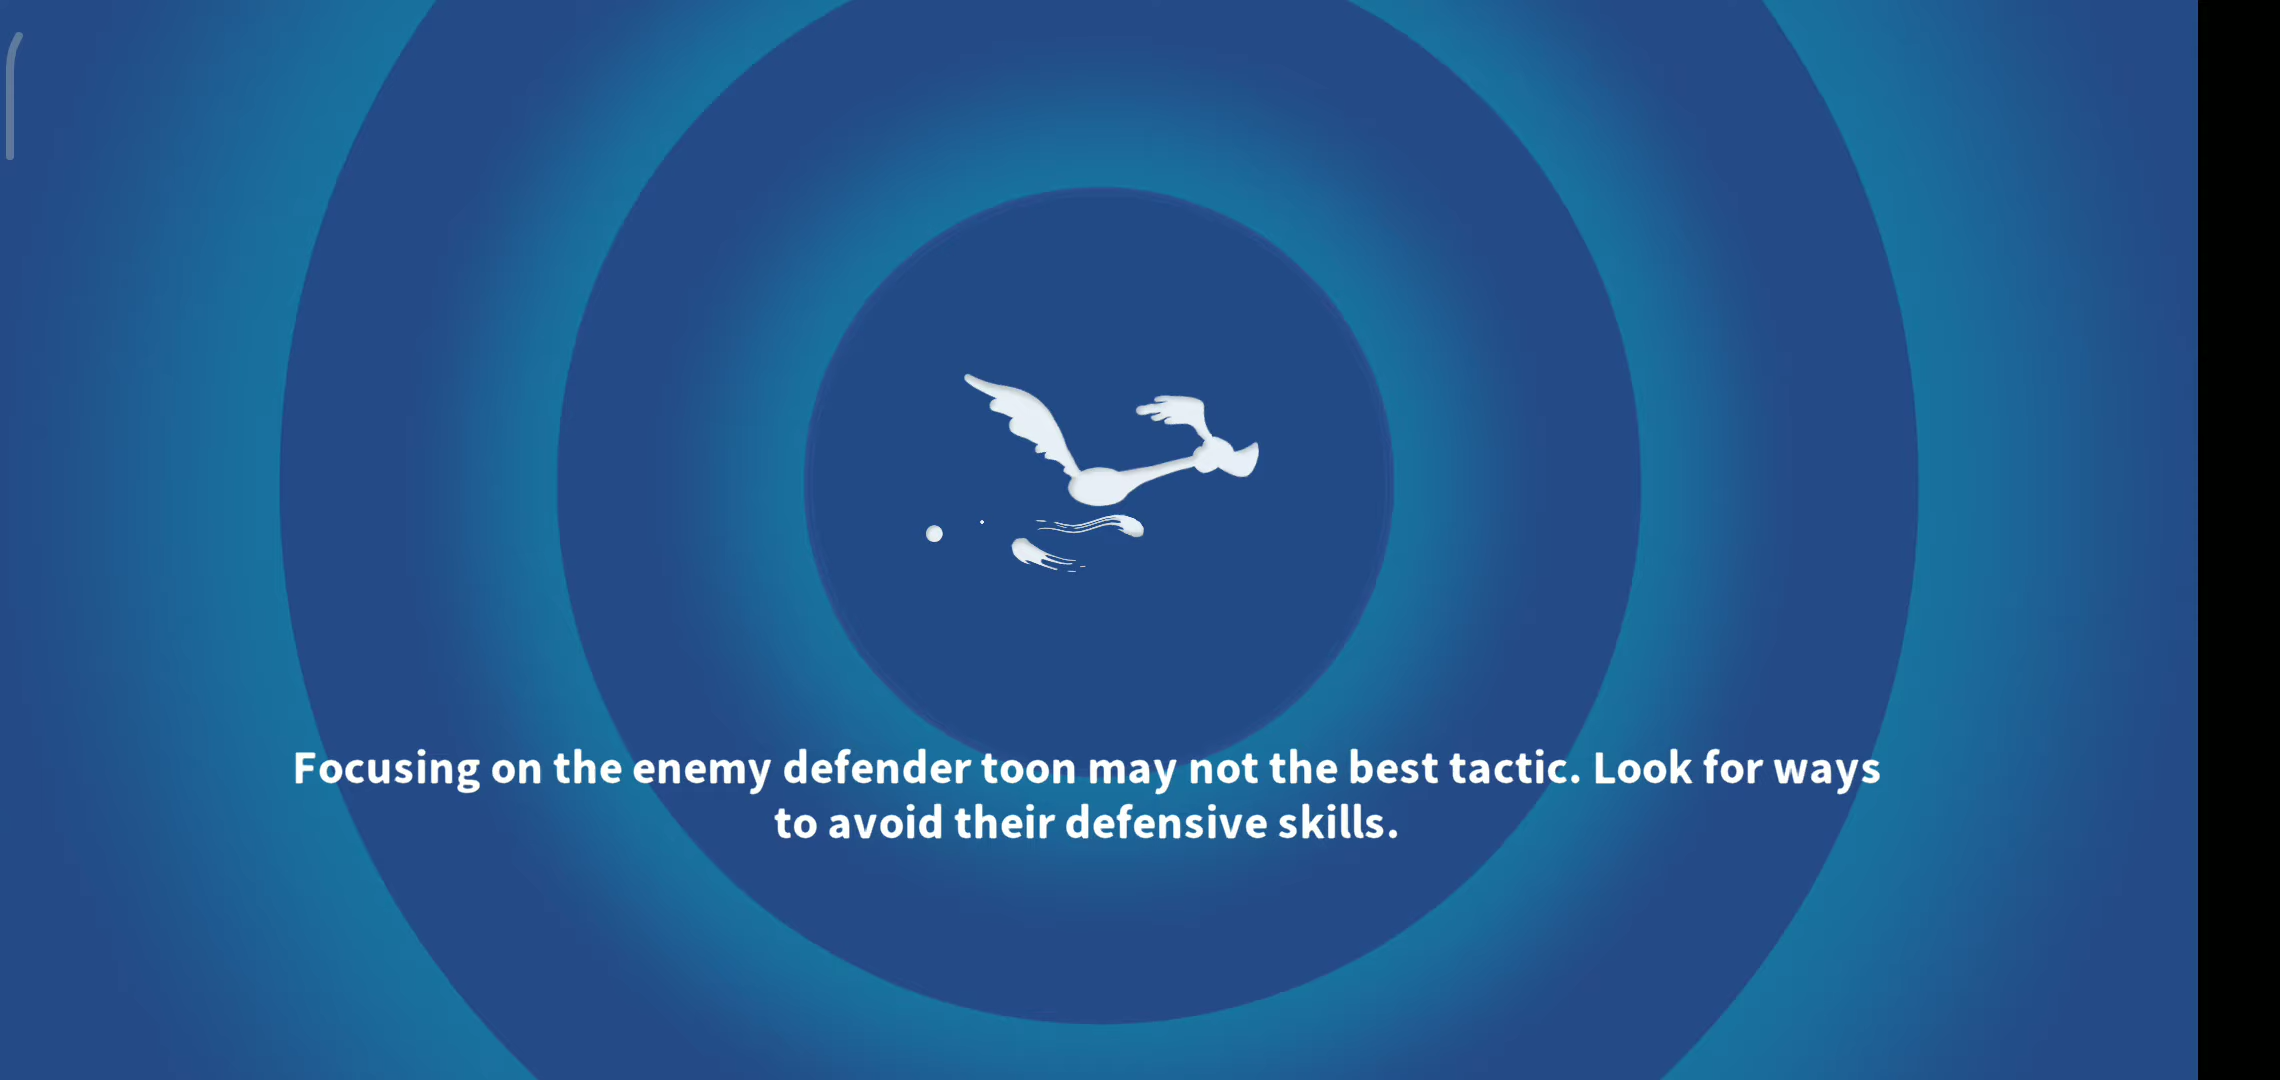 Focusing on the enemy defender toon may not the best tactic. Look for ways
to avoid their defensive skills.